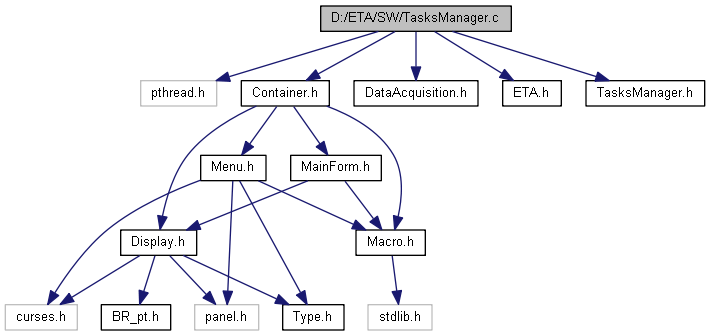 D:/ETA/SW/TasksManager.c
pthread.h
Container.h
DataAcquisition.h
ETA.h
TasksManager.h
Menu.h
MainForm.h
Display.h
Macro.h
curses.h
BR_pt.h
panel.h
Type.h
stdlib.h